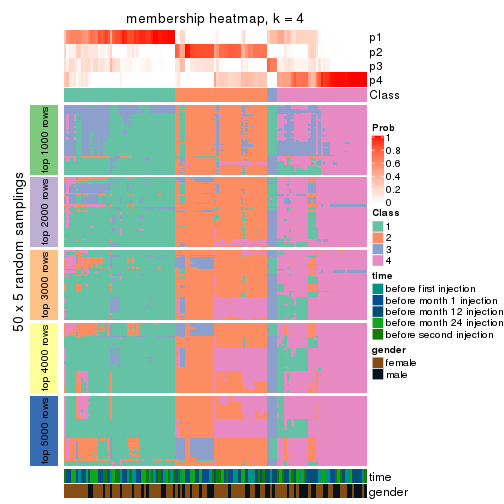 membership heatmap, k = 4
p1
p2
p3
p4
Class
50 x 5 random samplings
top 1000 rows
top 2000 rows
top 3000 rows
top 4000 rows
top 5000 rows
time
gender
Prob
1
0.8
0.6
0.4
0.2
0
Class
1
2
3
4
time
before first injection
before month 1 injection
before month 12 injection
before month 24 injection
before second injection
gender
female
male